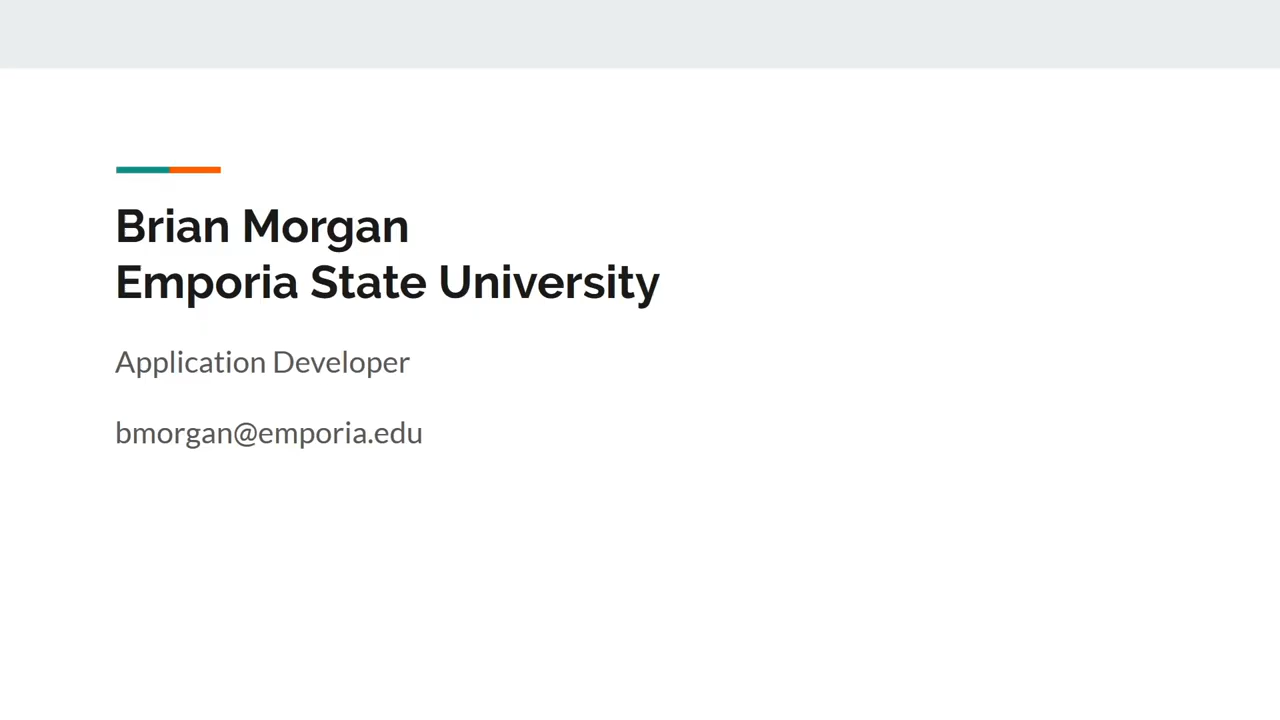 Brian Morgan
Emporia State University
Application Developer
bmorgan@emporia.edu